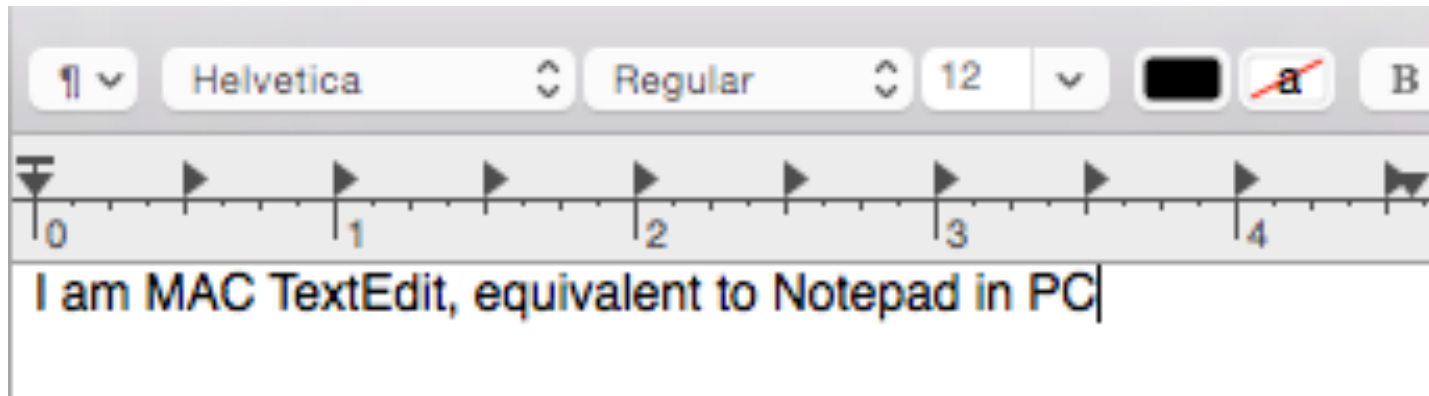 ¶ Helvetica Regular 12 a B
0 1 2 3 4
I am MAC TextEdit, equivalent to Notepad in PC